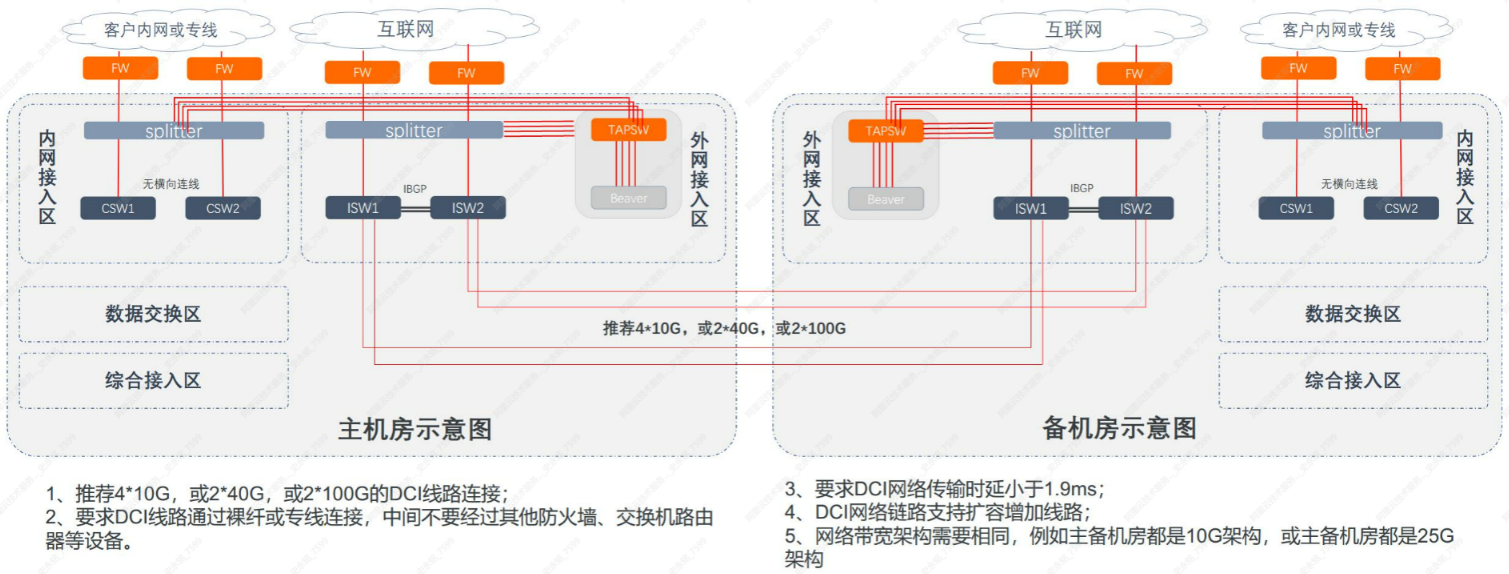 客户内网或专线
互联网
FW
FW
FW
FW
内网接入区
splitter
无横向连线
CSW1
CSW2
splitter
IBGP
ISW1
ISW2
TAPSW
Beaver
外网接入区
数据交换区
综合接入区
主机房示意图
推荐4*10G，或2*40G，或2*100G
互联网
客户内网或专线
FW
FW
FW
FW
外网接入区
TAPSW
Beaver
splitter
IBGP
ISW1
ISW2
splitter
无横向连线
CSW1
CSW2
内网接入区
数据交换区
综合接入区
备机房示意图
1、推荐4*10G，或2*40G，或2*100G的DCI线路连接；
2、要求DCI线路通过裸纤或专线连接，中间不要经过其他防火墙、交换机路由
器等设备。
3、要求DCI网络传输时延小于1.9ms；
4、DCI网络链路支持扩容增加线路；
5、网络带宽架构需要相同，例如主备机房都是10G架构，或主备机房都是25G
架构